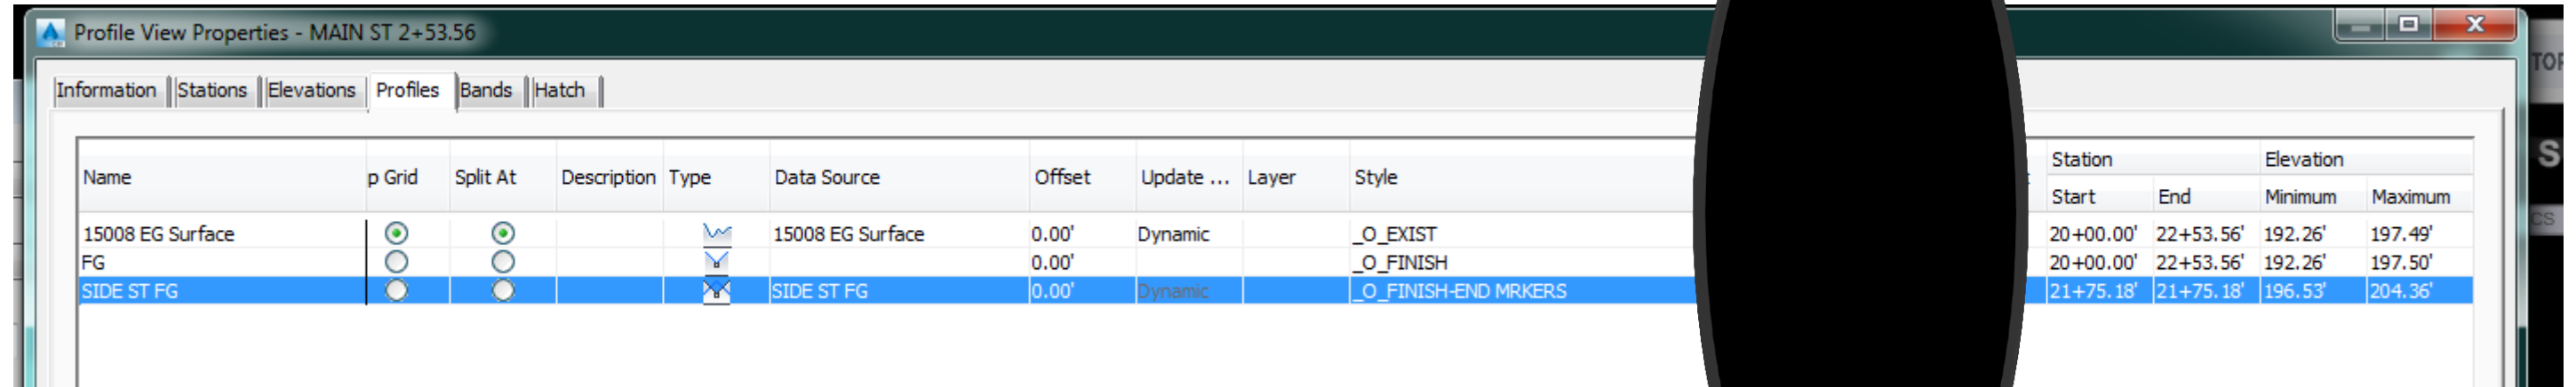 Profile View Properties - MAIN ST 2+53.56
Information Stations Elevations Profiles Bands Hatch
Name p Grid Split At Description Type Data Source Offset Update ... Layer Style Station Elevation
Start End Minimum Maximum
15008 EG Surface 15008 EG Surface 0.00' Dynamic _O_EXIST 20+00.00' 22+53.56' 192.26' 197.49'
FG 0.00' _O_FINISH 20+00.00' 22+53.56' 192.26' 197.50'
SIDE ST FG SIDE ST FG 0.00' Dynamic _O_FINISH-END MRKERS 21+75.18' 21+75.18' 196.53' 204.36'